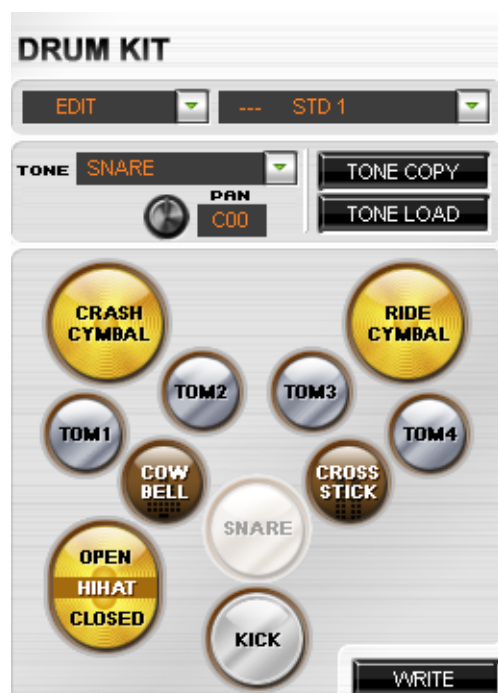 DRUM KIT
EDIT
--- STD 1
TONE SNARE
TONE COPY
PAN
C00
TONE LOAD
CRASH
CYMBAL
RIDE
CYMBAL
TOM2
TOM3
TOM1
TOM4
COW
BELL
CROSS
STICK
SNARE
OPEN
HIHAT
CLOSED
KICK
WRITE